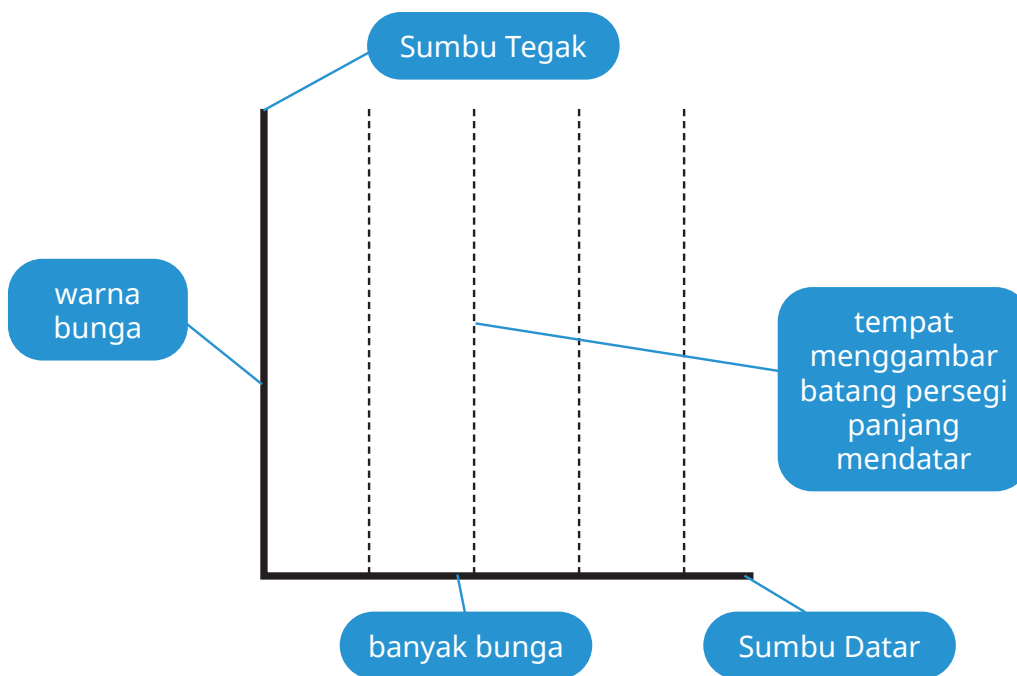 Sumbu Tegak
warna
bunga
tempat
menggambar
batang persegi
panjang
mendatar
banyak bunga
Sumbu Datar